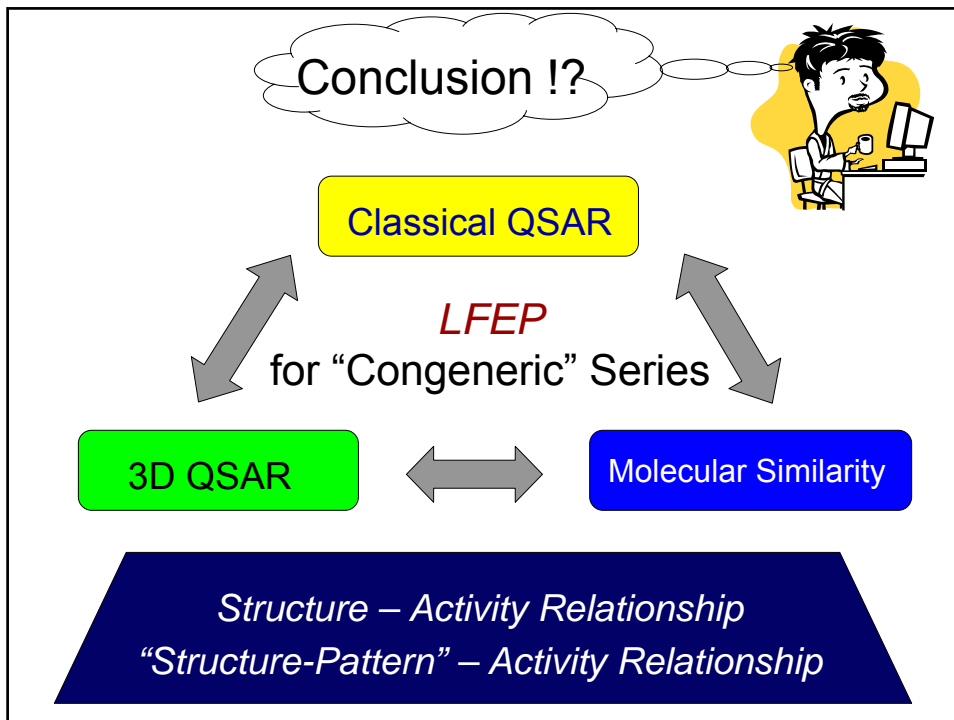 Conclusion !?
Classical QSAR
LFEP
for “Congeneric” Series
3D QSAR
Molecular Similarity
Structure – Activity Relationship
“Structure-Pattern” – Activity Relationship